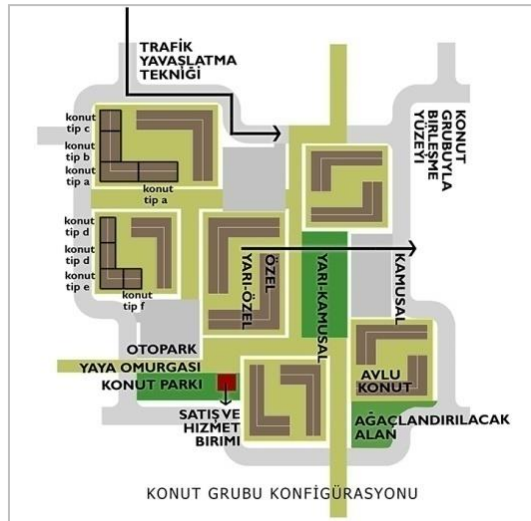 TRAFİK
YAVAŞLATMA
TEKNİĞİ
KONUT
GRUBUYLA
BİRLEŞME
YÜZEYİ
konut
tip c
konut
tip b
konut
tip a
konut
tip a
konut
tip d
konut
tip d
konut
tip e
konut
tip f
YARI-ÖZEL
ÖZEL
YARI-KAMUSAL
KAMUSAL
OTOPARK
YAYA OMURGASI
KONUT PARKI
AVLU
KONUT
SATIŞ VE
HİZMET
BİRIMI
AĞAÇLANDIRILACAK
ALAN
KONUT GRUBU KONFİGÜRASYONU